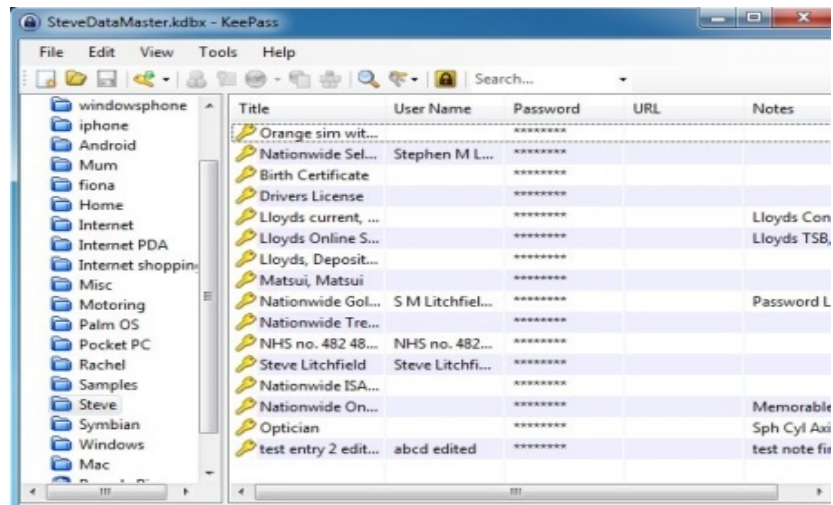 SteveDataMaster.kdbx - KeePass
File Edit View Tools Help
Search...
windowsphone
iphone
Android
Mum
fiona
Home
Internet
Internet PDA
Internet shopping
Misc
Motoring
Palm OS
Pocket PC
Rachel
Samples
Steve
Symbian
Windows
Mac
Title User Name Password URL Notes
Orange sim wit... ********
Nationwide Sel... Stephen M L... ********
Birth Certificate ********
Drivers License ********
Lloyds current, ... ******** Lloyds Con
Lloyds Online S... ******** Lloyds TSB,
Lloyds, Deposit... ********
Matsui, Matsui ********
Nationwide Gol... S M Litchfiel... ******** Password L
Nationwide Tre... ********
NHS no. 482 48... NHS no. 482... ********
Steve Litchfield Steve Litchfi... ********
Nationwide ISA... ********
Nationwide On... ******** Memorable
Optician ******** Sph Cyl Axi
test entry 2 edit... abcd edited ******** test note fir